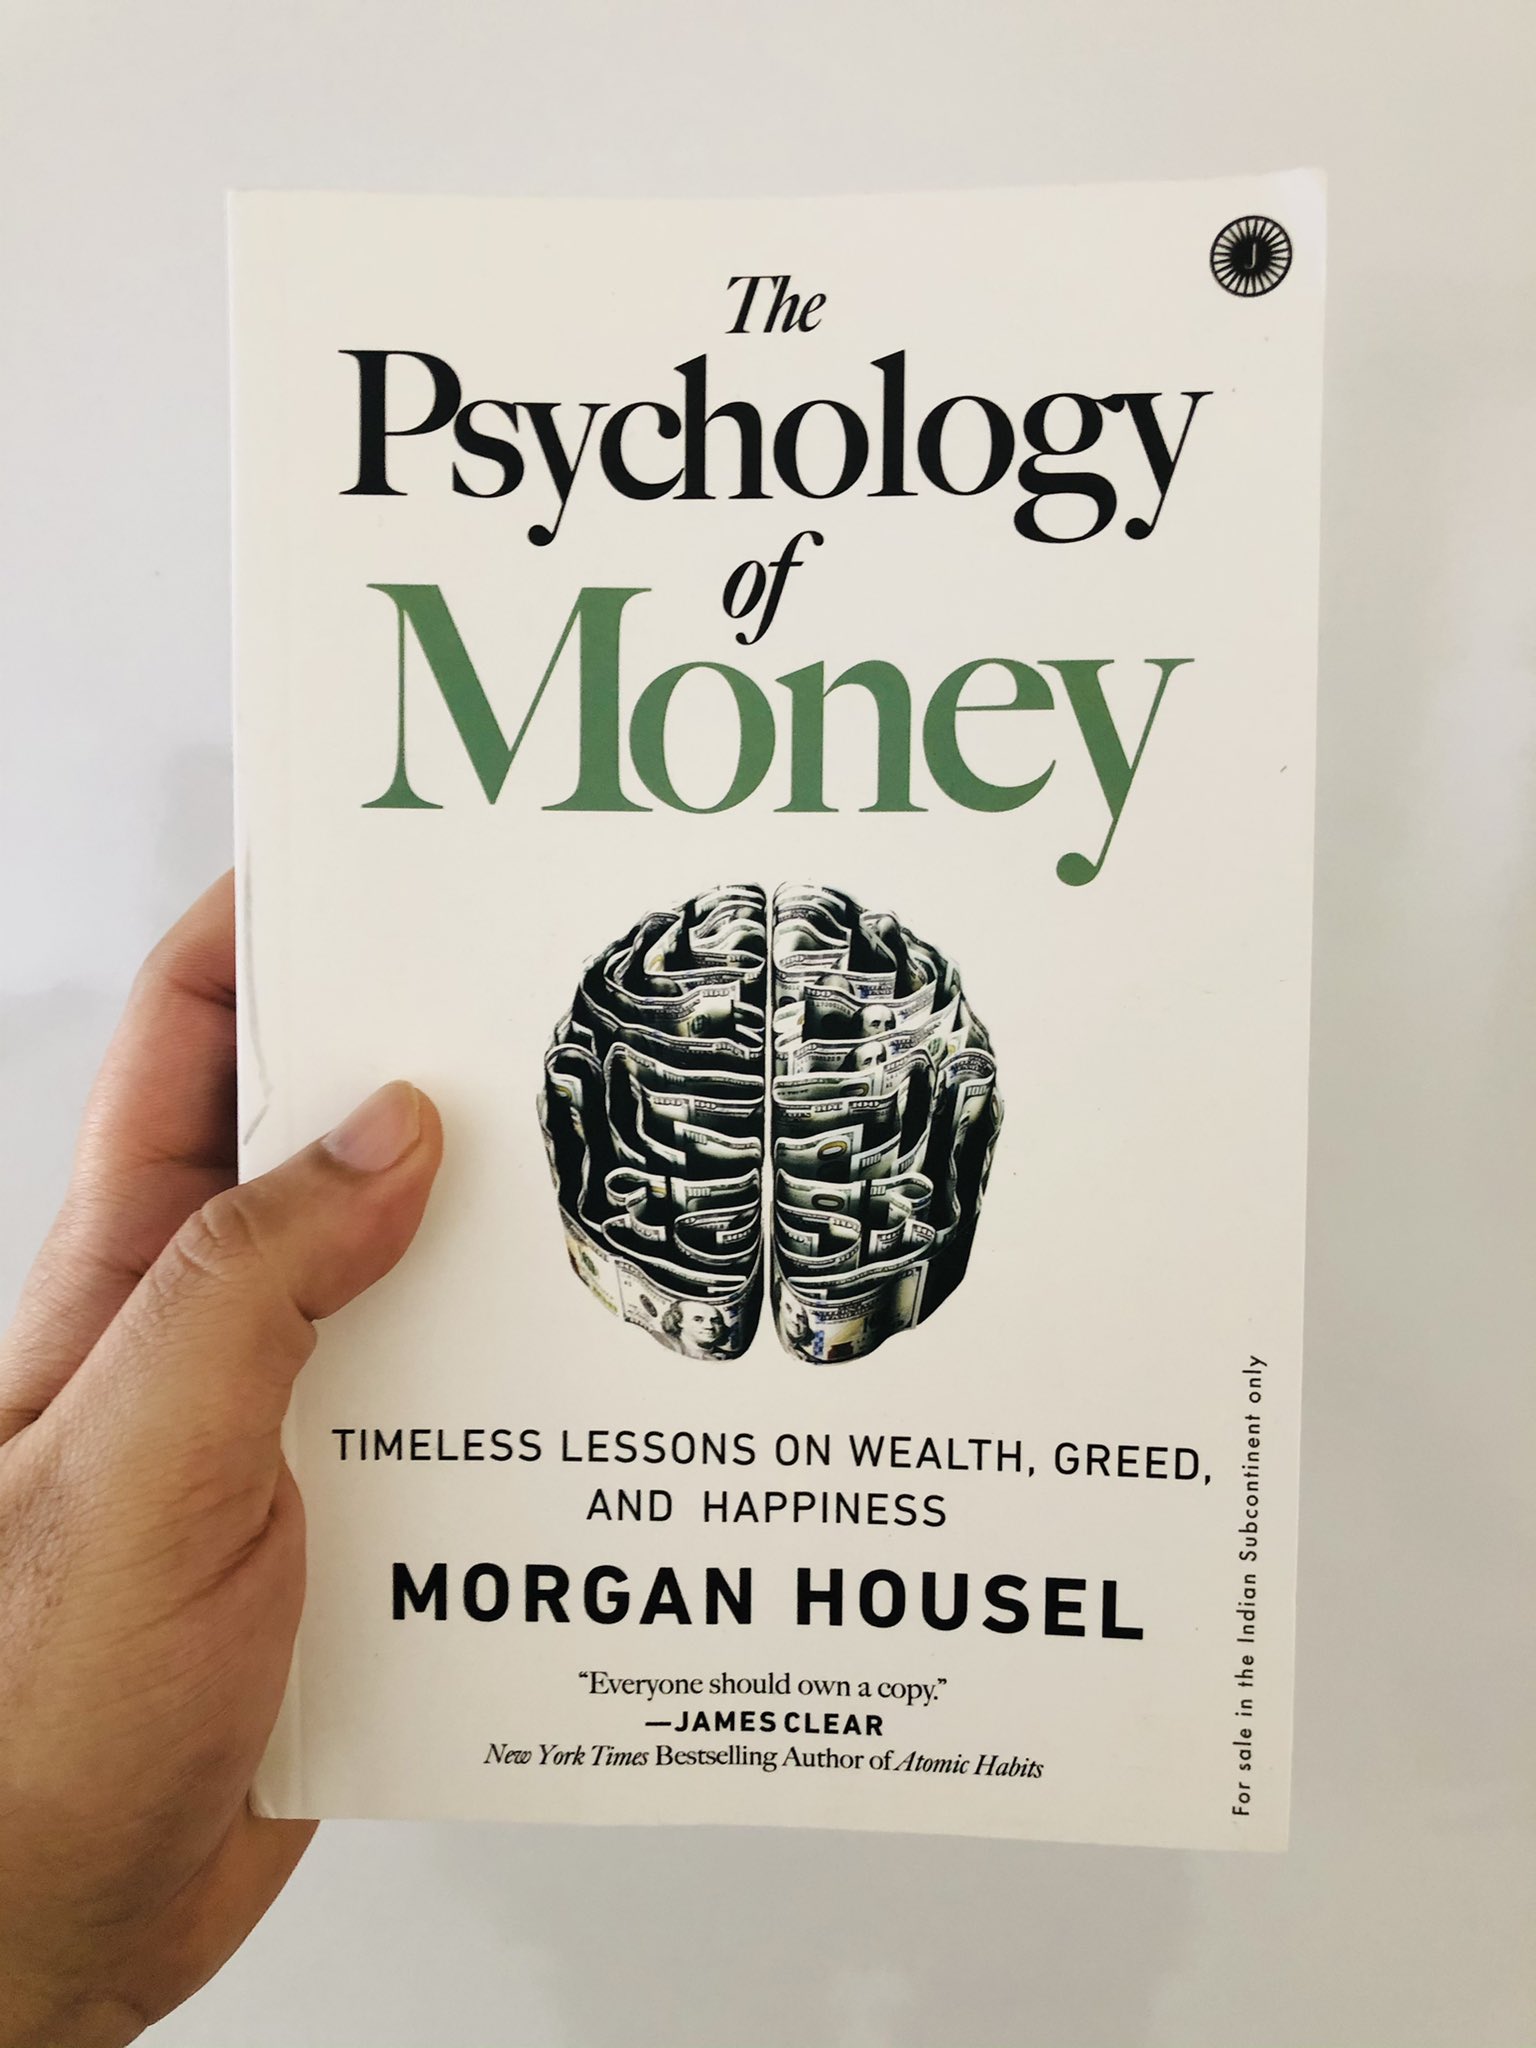 J
The
Psychology
of
Money
TIMELESS LESSONS ON WEALTH, GREED,
AND HAPPINESS
MORGAN HOUSEL
“Everyone should own a copy.”
—JAMES CLEAR
New York Times Bestselling Author of Atomic Habits
For sale in the Indian Subcontinent only